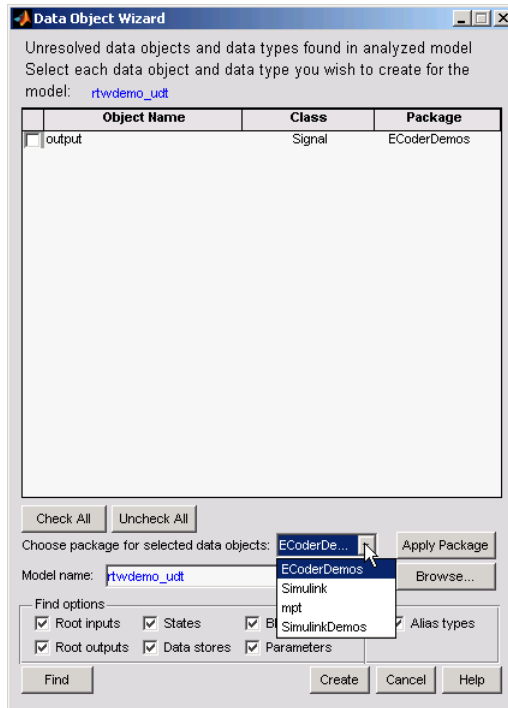 Data Object Wizard
Unresolved data objects and data types found in analyzed model
Select each data object and data type you wish to create for the
model: rtwdemo_udt
Object Name Class Package
output Signal ECoderDemos
Check All Uncheck All
Choose package for selected data objects: ECoderDe... Apply Package
ECoderDemos
Simulink
mpt
SimulinkDemos
Model name: rtwdemo_udt Browse...
Find options
Root inputs States Alias types
Root outputs Data stores Parameters
Find Create Cancel Help